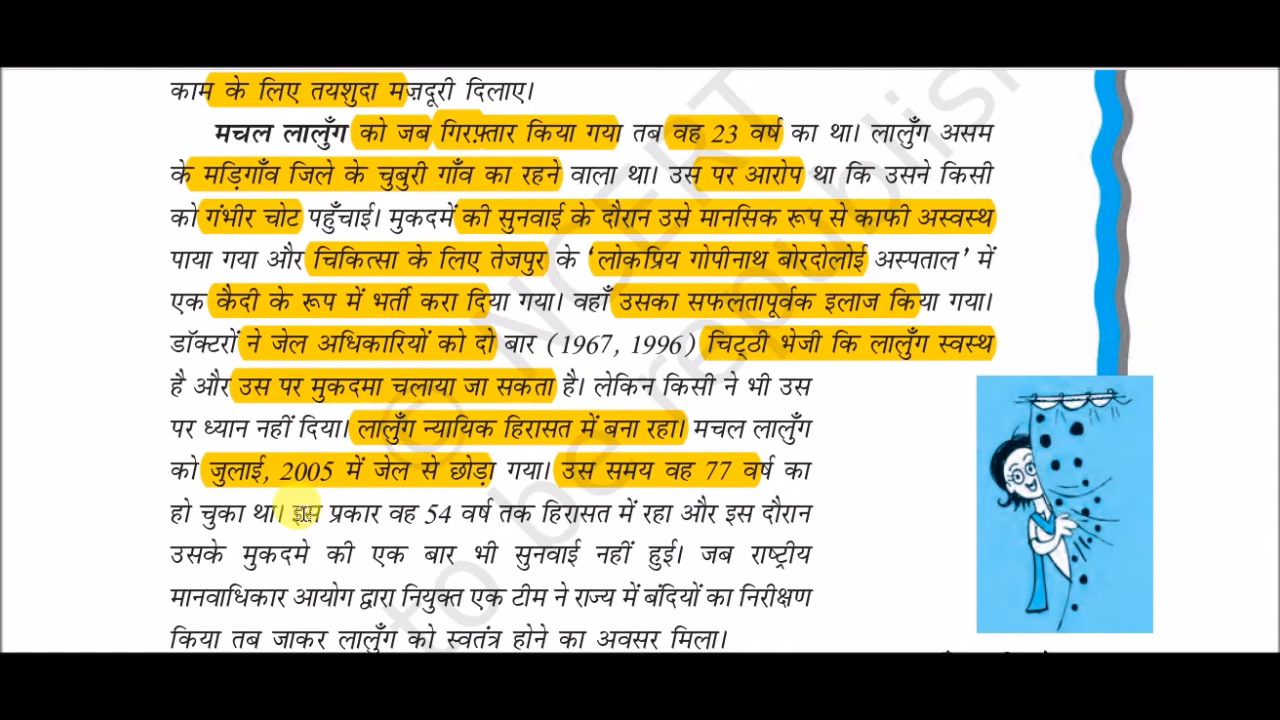 काम के लिए तयशुदा मज़दूरी दिलाए।
मचल लालुँग को जब गिरफ़्तार किया गया तब वह 23 वर्ष का था। लालुँग असम
के मड़िगाँव जिले के चुबुरी गाँव का रहने वाला था। उस पर आरोप था कि उसने किसी
को गंभीर चोट पहुँचाई। मुकदमें की सुनवाई के दौरान उसे मानसिक रूप से काफी अस्वस्थ
पाया गया और चिकित्सा के लिए तेजपुर के ‘लोकप्रिय गोपीनाथ बोरदोलोई अस्पताल’ में
एक कैदी के रूप में भर्ती करा दिया गया। वहाँ उसका सफलतापूर्वक इलाज किया गया।
डॉक्टरों ने जेल अधिकारियों को दो बार (1967, 1996) चिट्ठी भेजी कि लालुँग स्वस्थ
है और उस पर मुकदमा चलाया जा सकता है। लेकिन किसी ने भी उस
पर ध्यान नहीं दिया। लालुँग न्यायिक हिरासत में बना रहा। मचल लालुँग
को जुलाई, 2005 में जेल से छोड़ा गया। उस समय वह 77 वर्ष का
हो चुका था। इस प्रकार वह 54 वर्ष तक हिरासत में रहा और इस दौरान
उसके मुकदमे की एक बार भी सुनवाई नहीं हुई। जब राष्ट्रीय
मानवाधिकार आयोग द्वारा नियुक्त एक टीम ने राज्य में बंदियों का निरीक्षण
किया तब जाकर लालुँग को स्वतंत्र होने का अवसर मिला।
© NCERT
to be republish